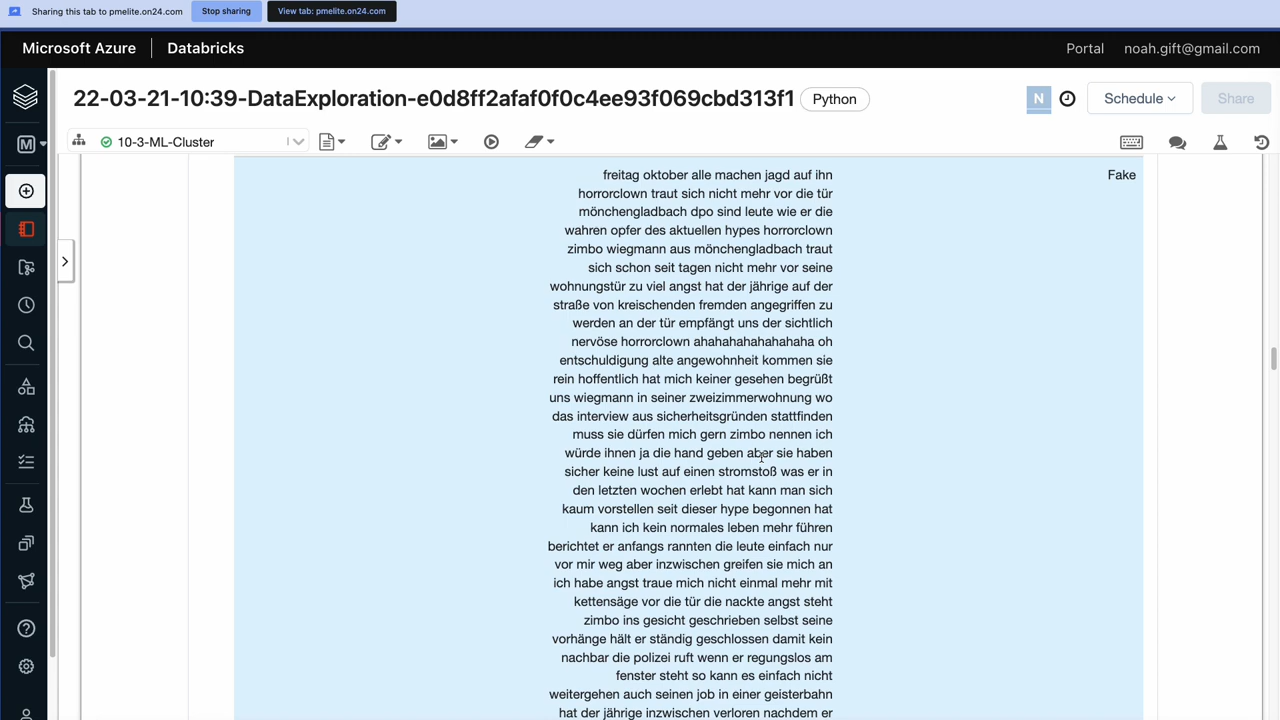 Sharing this tab to pmelite.on24.com
Stop sharing
View tab: pmelite.on24.com
Microsoft Azure
Databricks
Portal
noah.gift@gmail.com
22-03-21-10:39-DataExploration-e0d8ff2afaf0f0c4ee93f069cbd313f1
Python
N
Schedule
Share
M
10-3-ML-Cluster
freitag oktober alle machen jagd auf ihn
Fake
horrorclown traut sich nicht mehr vor die tür
mönchengladbach dpo sind leute wie er die
wahren opfer des aktuellen hypes horrorclown
zimbo wiegmann aus mönchengladbach traut
sich schon seit tagen nicht mehr vor seine
wohnungstür zu viel angst hat der jährige auf der
straße von kreischenden fremden angegriffen zu
werden an der tür empfängt uns der sichtlich
nervöse horrorclown ahahahahahahahaha oh
entschuldigung alte angewohnheit kommen sie
rein hoffentlich hat mich keiner gesehen begrüßt
uns wiegmann in seiner zweizimmerwohnung wo
das interview aus sicherheitsgründen stattfinden
muss sie dürfen mich gern zimbo nennen ich
würde ihnen ja die hand geben aber sie haben
sicher keine lust auf einen stromstoß was er in
den letzten wochen erlebt hat kann man sich
kaum vorstellen seit dieser hype begonnen hat
kann ich kein normales leben mehr führen
berichtet er anfangs rannten die leute einfach nur
vor mir weg aber inzwischen greifen sie mich an
ich habe angst traue mich nicht einmal mehr mit
kettensäge vor die tür die nackte angst steht
zimbo ins gesicht geschrieben selbst seine
vorhänge hält er ständig geschlossen damit kein
nachbar die polizei ruft wenn er regungslos am
fenster steht so kann es einfach nicht
weitergehen auch seinen job in einer geisterbahn
hat der jährige inzwischen verloren nachdem er